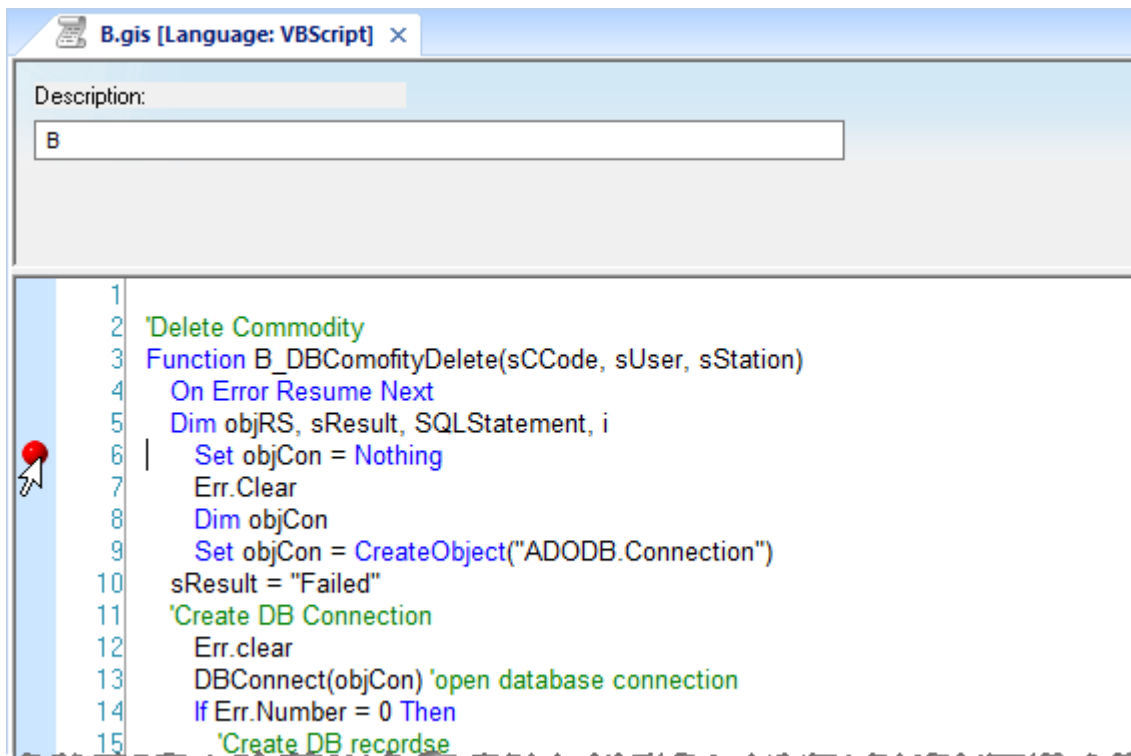 B.gis [Language: VBScript] ×
Description:
B
1
2 'Delete Commodity
3 Function B_DBComofityDelete(sCCode, sUser, sStation)
4 On Error Resume Next
5 Dim objRS, sResult, SQLStatement, i
6 Set objCon = Nothing
7 Err.Clear
8 Dim objCon
9 Set objCon = CreateObject("ADODB.Connection")
10 sResult = "Failed"
11 'Create DB Connection
12 Err.clear
13 DBConnect(objCon) 'open database connection
14 If Err.Number = 0 Then
15 'Create DB recordse